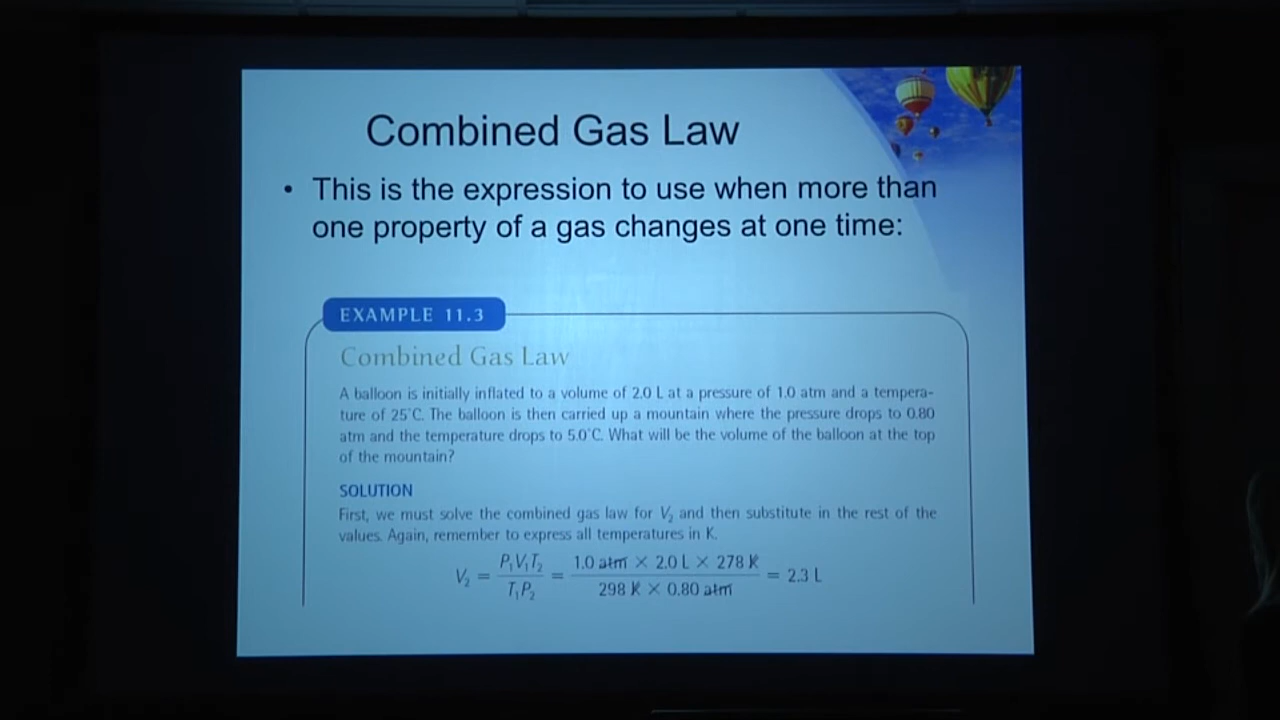 Combined Gas Law
• This is the expression to use when more than
one property of a gas changes at one time:
EXAMPLE 11.3
Combined Gas Law
A balloon is initially inflated to a volume of 2.0 L at a pressure of 1.0 atm and a tempera-
ture of 25°C. The balloon is then carried up a mountain where the pressure drops to 0.80
atm and the temperature drops to 5.0°C. What will be the volume of the balloon at the top
of the mountain?
SOLUTION
First, we must solve the combined gas law for V₂ and then substitute in the rest of the
values. Again, remember to express all temperatures in K.
V₂ = P₁V₁T₂ / T₁P₂ = 1.0 atm × 2.0 L × 278 K / 298 K × 0.80 atm = 2.3 L